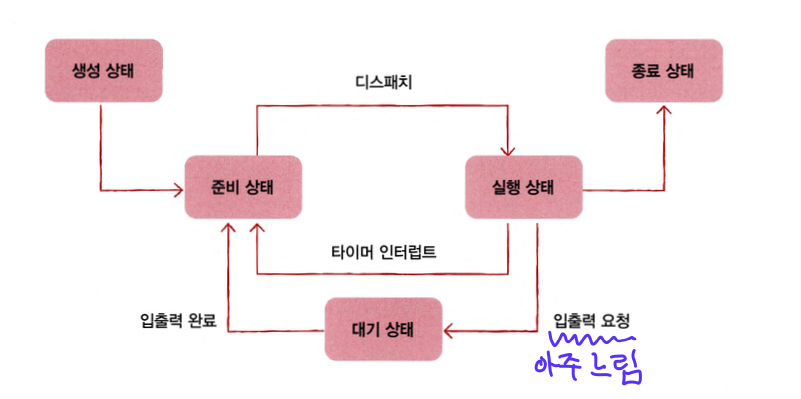 생성 상태
종료 상태
디스패치
준비 상태
실행 상태
타이머 인터럽트
입출력 완료
대기 상태
입출력 요청
아주 느림